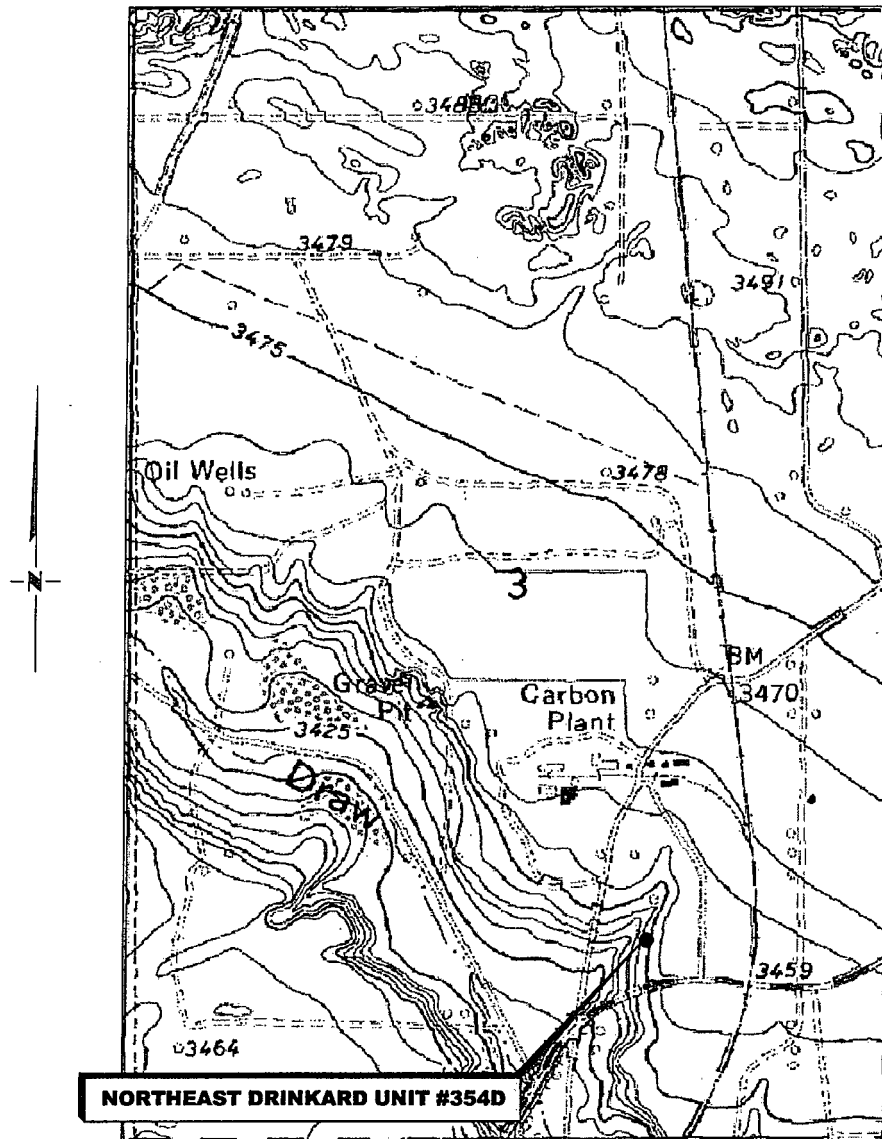 3479
3491
3475
Oil Wells
3478
3
BM
3470
Gravel
Pit
Carbon
Plant
3425
Draw
3459
3464
N
NORTHEAST DRINKARD UNIT #354D